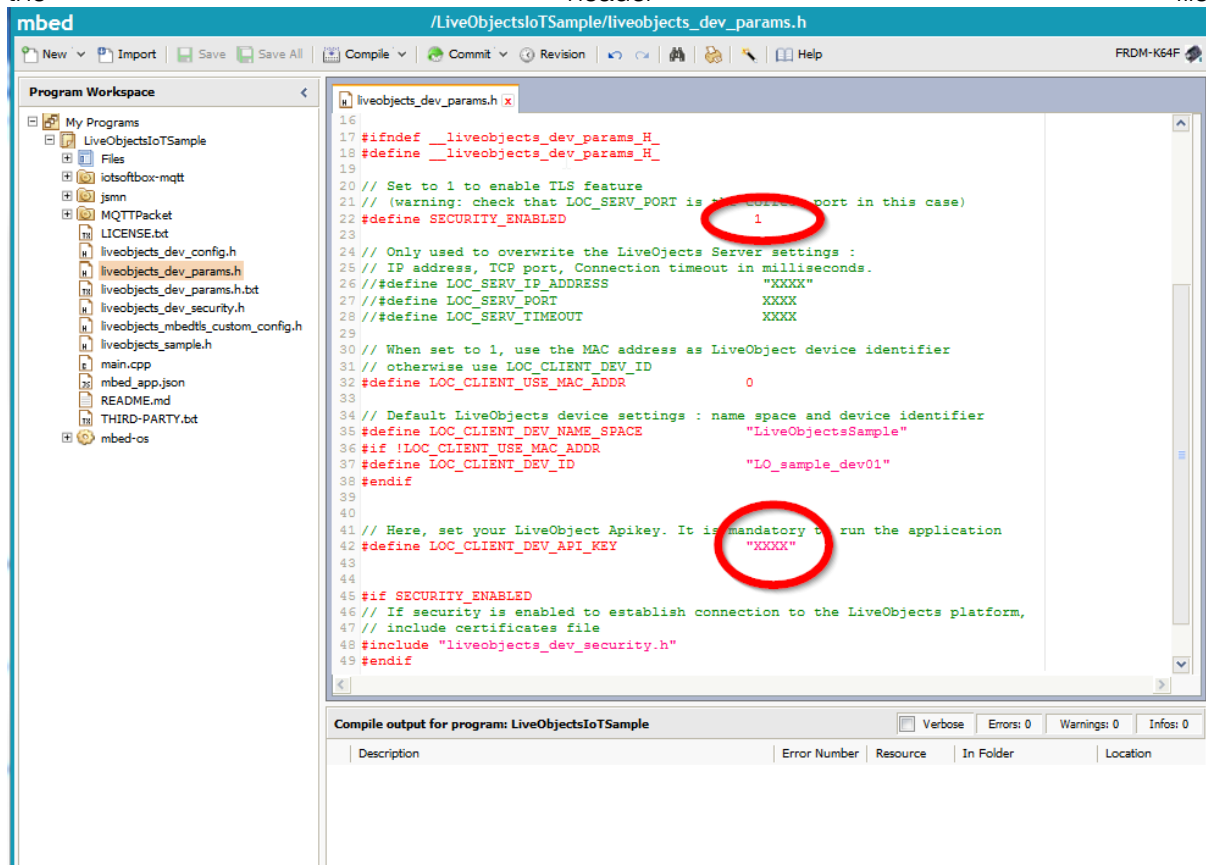 the Header file
mbed /LiveObjectsIoTSample/liveobjects_dev_params.h
New Import Save Save All Compile Commit Revision Help FRDM-K64F
Program Workspace
My Programs
LiveObjectsIoTSample
Files
iotsoftbox-mqtt
jsmn
MQTTPacket
LICENSE.txt
liveobjects_dev_config.h
liveobjects_dev_params.h
liveobjects_dev_params.h.txt
liveobjects_dev_security.h
liveobjects_mbedtls_custom_config.h
liveobjects_sample.h
main.cpp
mbed_app.json
README.md
THIRD-PARTY.txt
mbed-os
liveobjects_dev_params.h x
16
17 #ifndef __liveobjects_dev_params_H_
18 #define __liveobjects_dev_params_H_
19
20 // Set to 1 to enable TLS feature
21 // (warning: check that LOC_SERV_PORT is the correct port in this case)
22 #define SECURITY_ENABLED 1
23
24 // Only used to overwrite the LiveOjects Server settings :
25 // IP address, TCP port, Connection timeout in milliseconds.
26 //#define LOC_SERV_IP_ADDRESS "XXXX"
27 //#define LOC_SERV_PORT XXXX
28 //#define LOC_SERV_TIMEOUT XXXX
29
30 // When set to 1, use the MAC address as LiveObject device identifier
31 // otherwise use LOC_CLIENT_DEV_ID
32 #define LOC_CLIENT_USE_MAC_ADDR 0
33
34 // Default LiveObjects device settings : name space and device identifier
35 #define LOC_CLIENT_DEV_NAME_SPACE "LiveObjectsSample"
36 #if !LOC_CLIENT_USE_MAC_ADDR
37 #define LOC_CLIENT_DEV_ID "LO_sample_dev01"
38 #endif
39
40
41 // Here, set your LiveObject Apikey. It is mandatory to run the application
42 #define LOC_CLIENT_DEV_API_KEY "XXXX"
43
44
45 #if SECURITY_ENABLED
46 // If security is enabled to establish connection to the LiveObjects platform,
47 // include certificates file
48 #include "liveobjects_dev_security.h"
49 #endif
Compile output for program: LiveObjectsIoTSample Verbose Errors: 0 Warnings: 0 Infos: 0
Description Error Number Resource In Folder Location